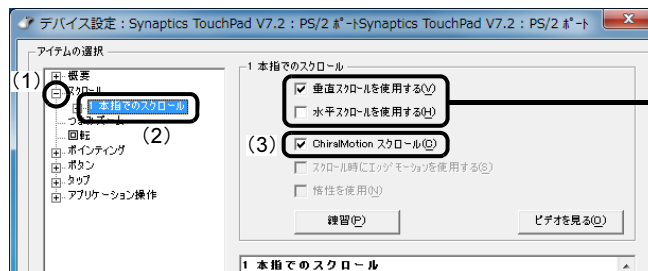 デバイス設定 : Synaptics TouchPad V7.2 : PS/2 ﾎﾟｰﾄSynaptics TouchPad V7.2 : PS/2 ﾎﾟｰﾄ
アイテムの選択
(1)
概要
ｽｸﾛｰﾙ
1 本指でのスクロール
(2)
つまみズーム
回転
ポインティング
ボタン
タップ
アプリケーション操作
1 本指でのスクロール
垂直ｽｸﾛｰﾙを使用する(V)
水平ｽｸﾛｰﾙを使用する(H)
(3)
ChiralMotion スクロール(C)
ｽｸﾛｰﾙ時にｴｯｼﾞﾓｰｼｮﾝを使用する(S)
惰性を使用(N)
練習(P)
ビデオを見る(O)
1 本指でのスクロール